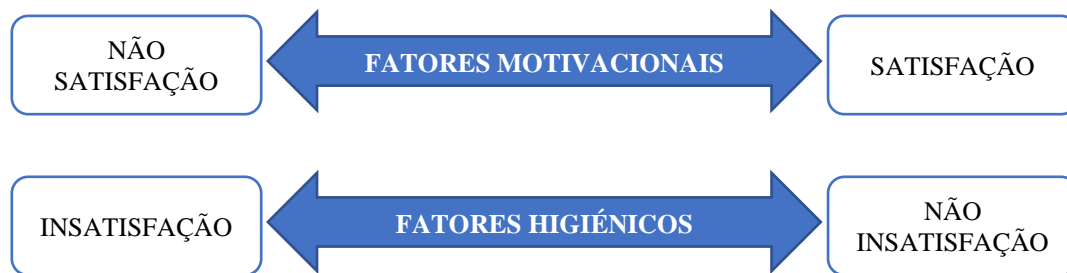 NÃO
SATISFAÇÃO
FATORES MOTIVACIONAIS
SATISFAÇÃO
INSATISFAÇÃO
FATORES HIGIÉNICOS
NÃO
INSATISFAÇÃO